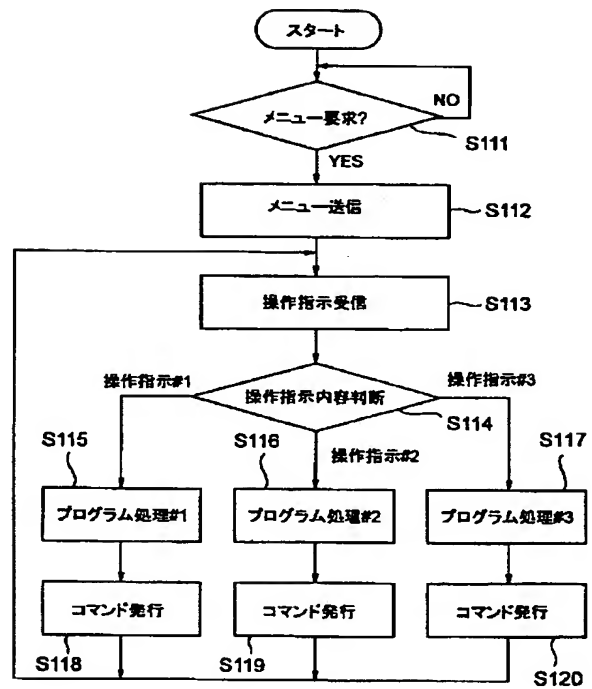 スタート
NO
メニュー要求?
S111
YES
メニュー送信
S112
操作指示受信
S113
操作指示#1
操作指示#3
操作指示内容判断
S114
S115
S116
操作指示#2
S117
プログラム処理#1
プログラム処理#2
プログラム処理#3
コマンド発行
コマンド発行
コマンド発行
S118
S119
S120